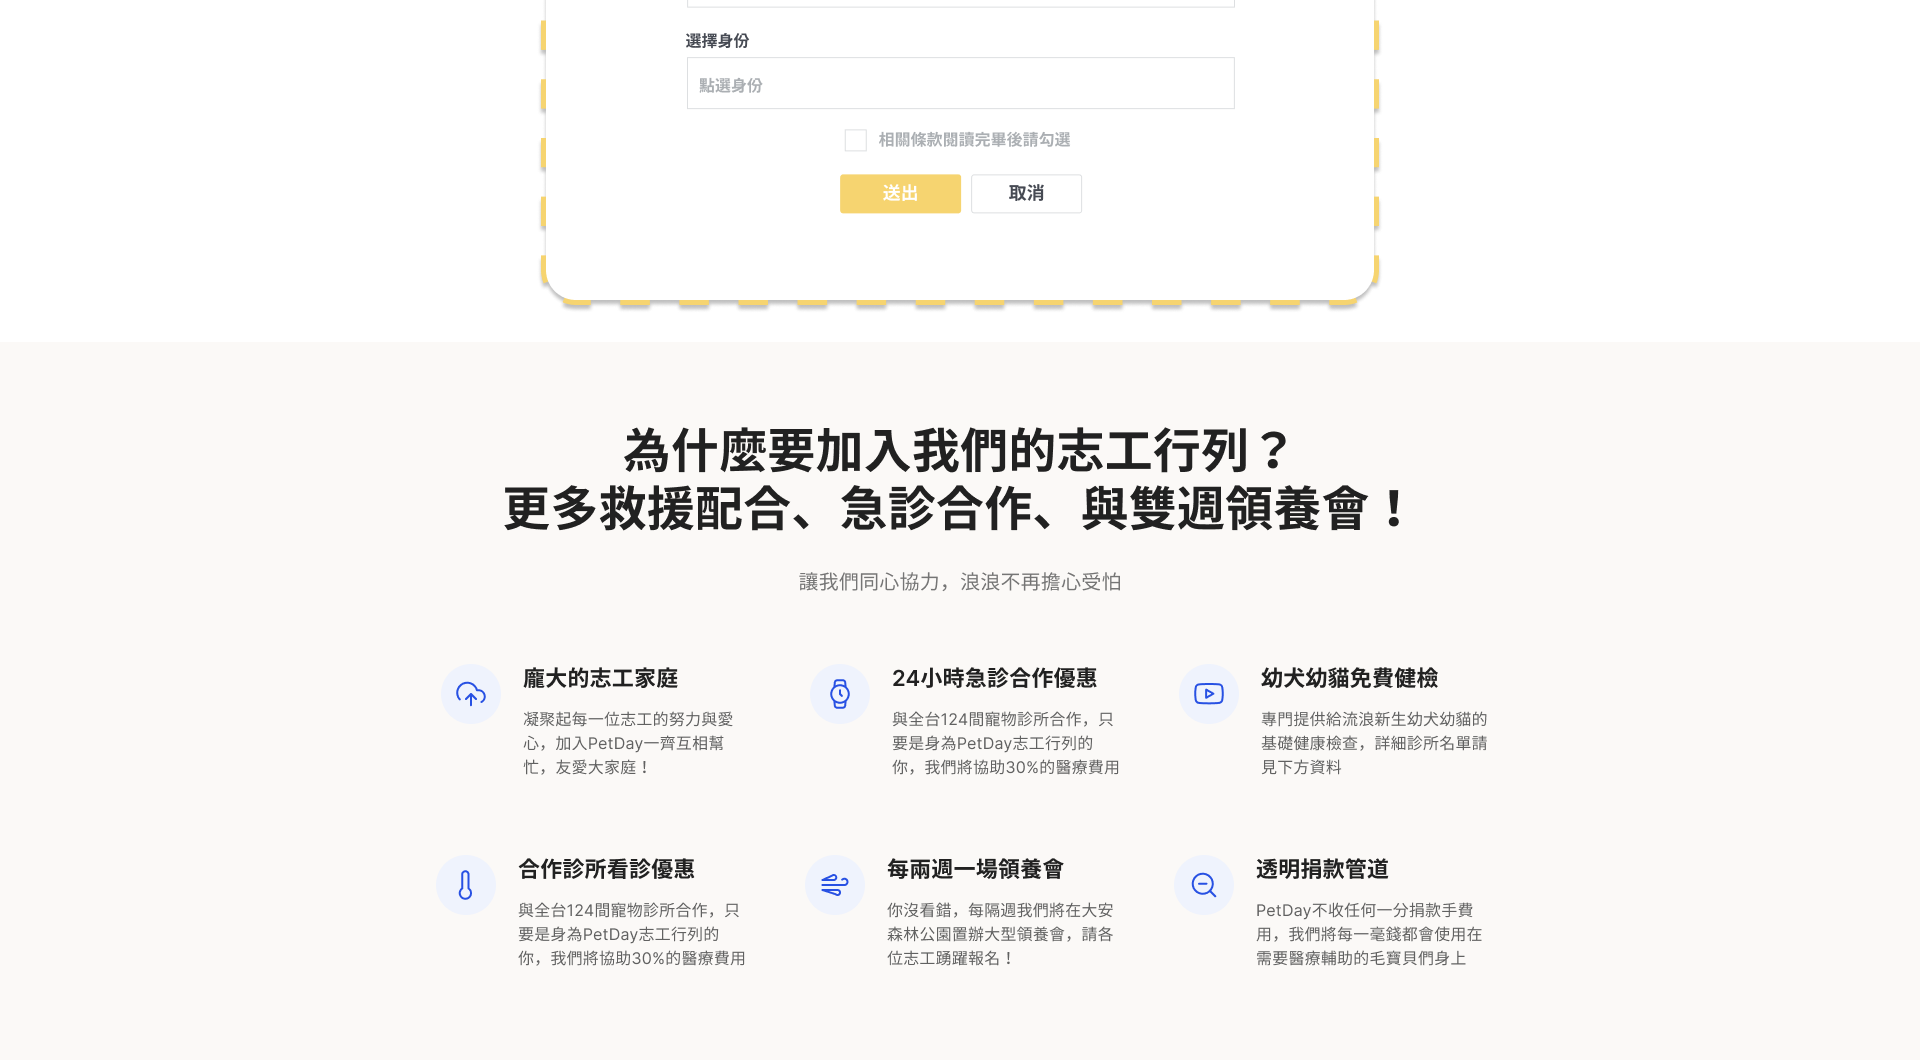 選擇身份
點選身份
相關條款閱讀完畢後請勾選
送出
取消
為什麼要加入我們的志工行列？
更多救援配合、急診合作、與雙週領養會！
讓我們同心協力，浪浪不再擔心受怕
龐大的志工家庭
凝聚起每一位志工的努力與愛
心，加入PetDay一齊互相幫
忙，友愛大家庭！
24小時急診合作優惠
與全台124間寵物診所合作，只
要是身為PetDay志工行列的
你，我們將協助30%的醫療費用
幼犬幼貓免費健檢
專門提供給流浪新生幼犬幼貓的
基礎健康檢查，詳細診所名單請
見下方資料
合作診所看診優惠
與全台124間寵物診所合作，只
要是身為PetDay志工行列的
你，我們將協助30%的醫療費用
每兩週一場領養會
你沒看錯，每隔週我們將在大安
森林公園置辦大型領養會，請各
位志工踴躍報名！
透明捐款管道
PetDay不收任何一分捐款手費
用，我們將每一毫錢都會使用在
需要醫療輔助的毛寶貝們身上